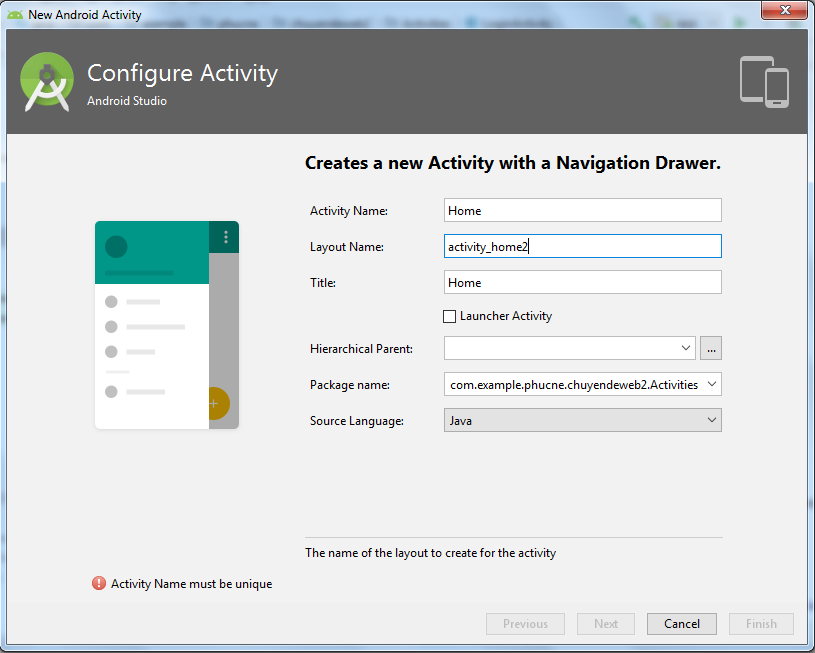 New Android Activity
Configure Activity
Android Studio
Creates a new Activity with a Navigation Drawer.
Activity Name: Home
Layout Name: activity_home2
Title: Home
Launcher Activity
Hierarchical Parent: ...
Package name: com.example.phucne.chuyendeweb2.Activities
Source Language: Java
The name of the layout to create for the activity
Activity Name must be unique
Previous Next Cancel Finish